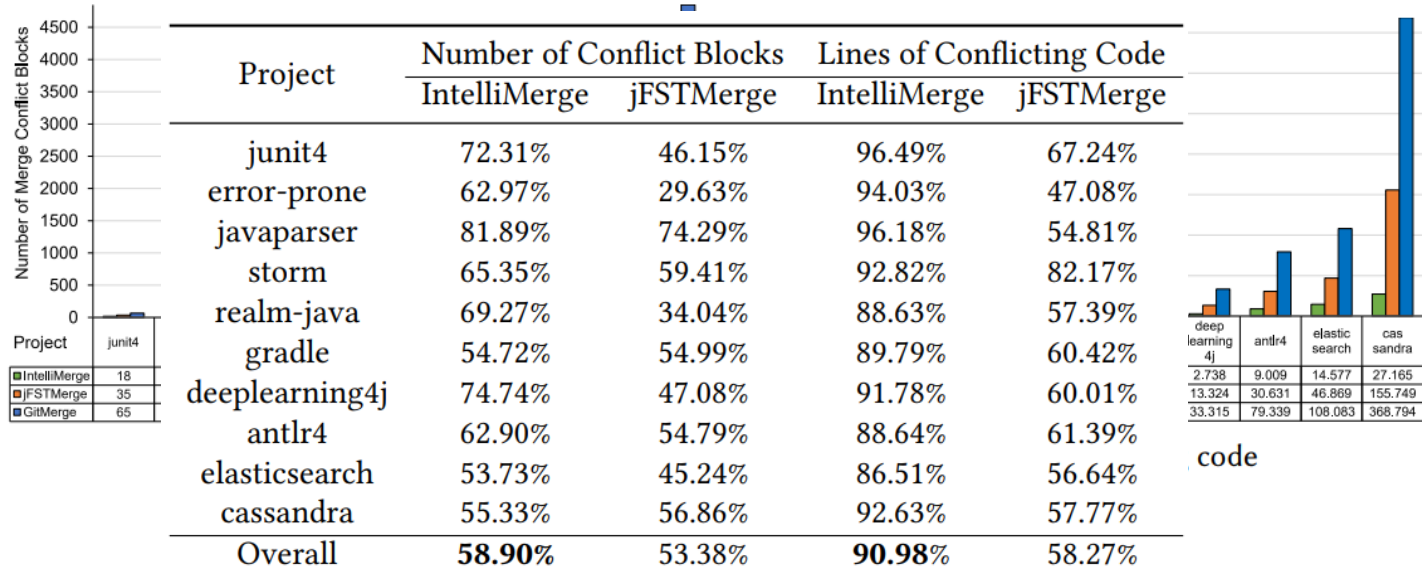 Number of Merge Conflict Blocks
4500
4000
3500
3000
2500
2000
1500
1000
500
0
Project junit4
IntelliMerge 18
jFSTMerge 35
GitMerge 65
Project Number of Conflict Blocks Lines of Conflicting Code
IntelliMerge jFSTMerge IntelliMerge jFSTMerge
junit4 72.31% 46.15% 96.49% 67.24%
error-prone 62.97% 29.63% 94.03% 47.08%
javaparser 81.89% 74.29% 96.18% 54.81%
storm 65.35% 59.41% 92.82% 82.17%
realm-java 69.27% 34.04% 88.63% 57.39%
gradle 54.72% 54.99% 89.79% 60.42%
deeplearning4j 74.74% 47.08% 91.78% 60.01%
antlr4 62.90% 54.79% 88.64% 61.39%
elasticsearch 53.73% 45.24% 86.51% 56.64%
cassandra 55.33% 56.86% 92.63% 57.77%
Overall 58.90% 53.38% 90.98% 58.27%
deep learning 4j antlr4 elastic search cas sandra
2.738 9.009 14.577 27.165
13.324 30.631 46.869 155.749
33.315 79.339 108.083 368.794
code